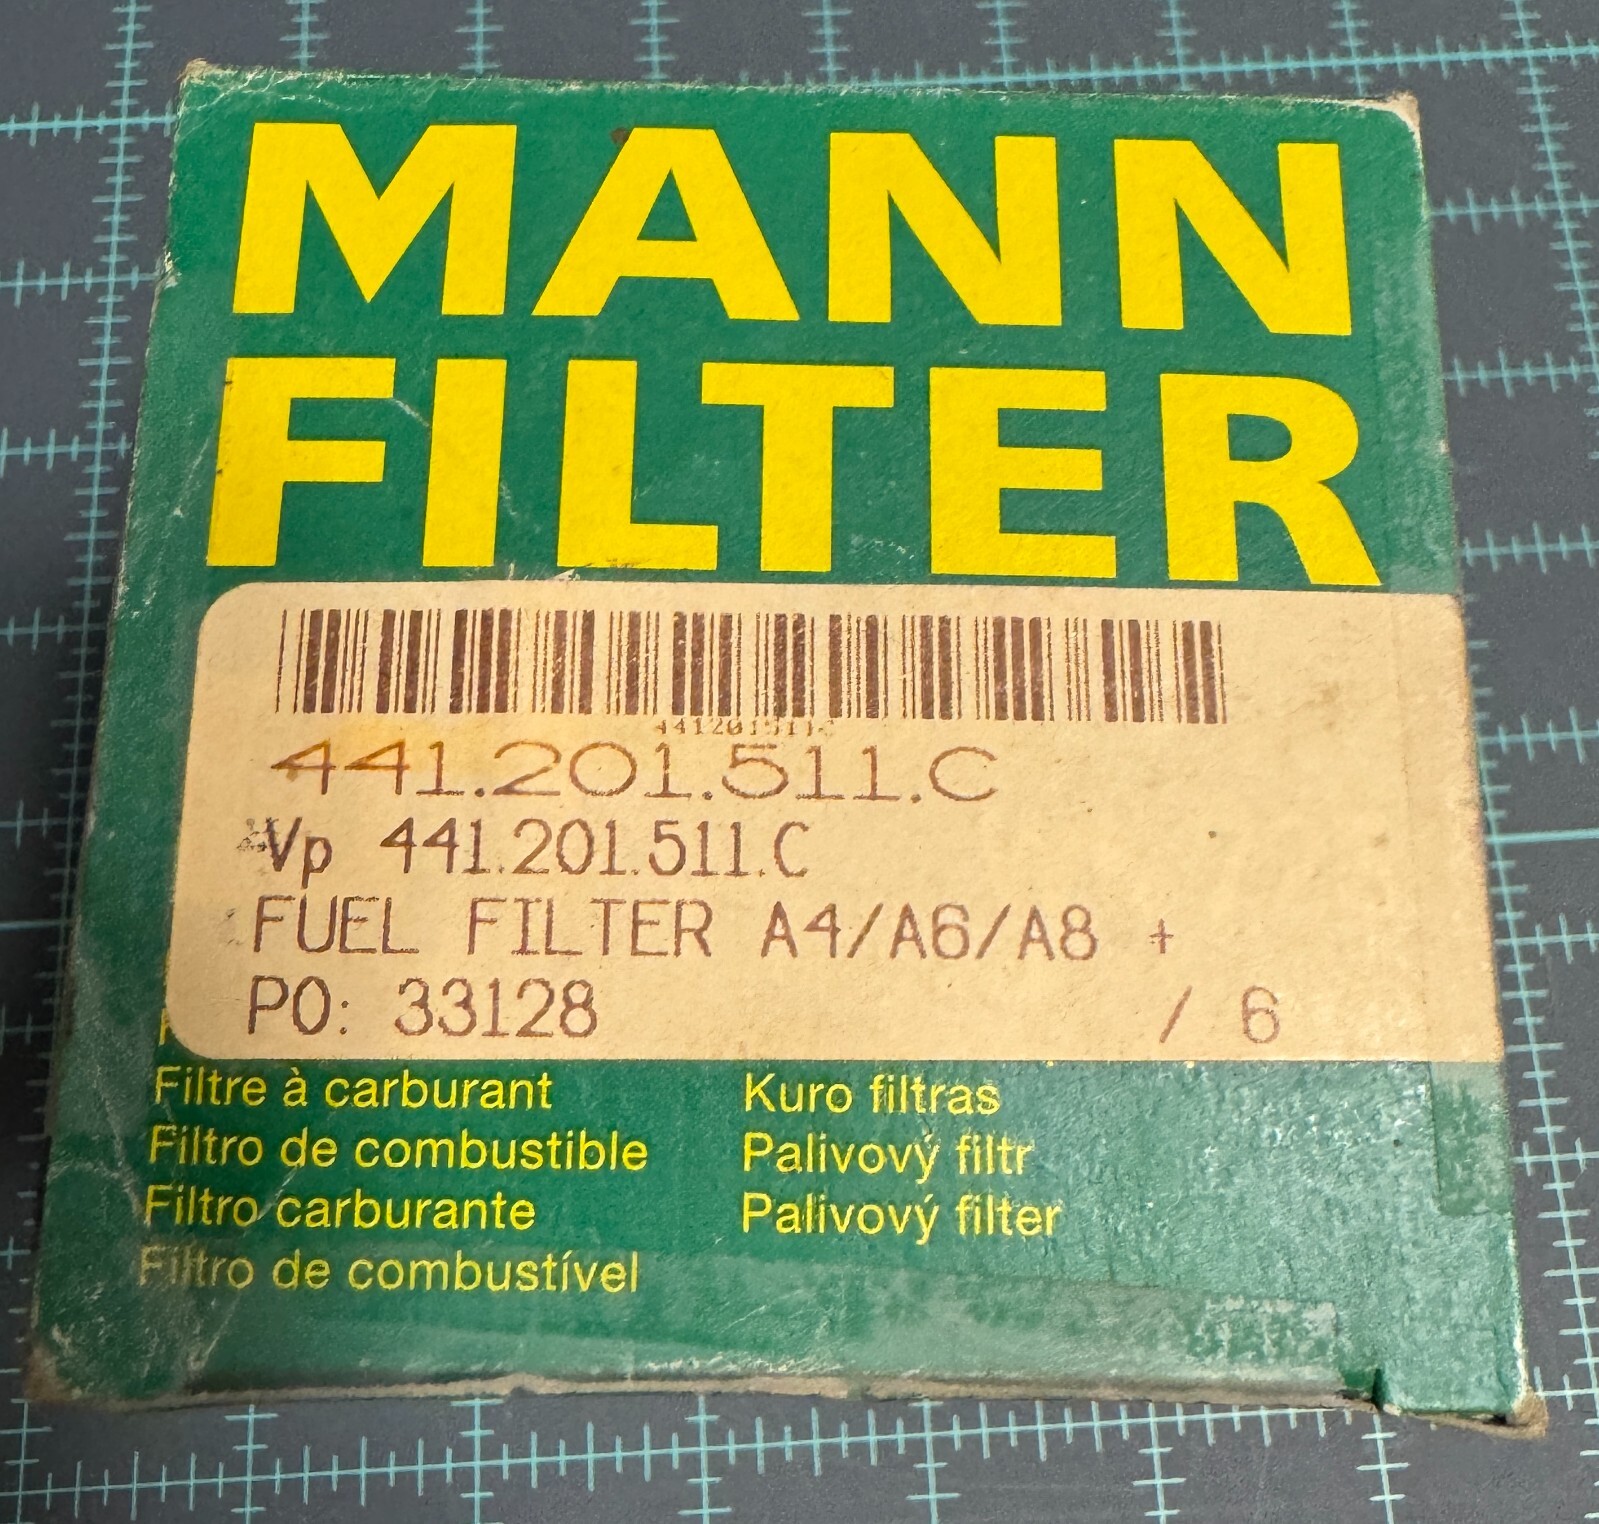 MANN
FILTER
441201511C
441.201.511.C
Vp 441.201.511.C
FUEL FILTER A4/A6/A8 +
PO: 33128 / 6
Filtre à carburant
Filtro de combustible
Filtro carburante
Filtro de combustível
Kuro filtras
Palivový filtr
Palivový filter